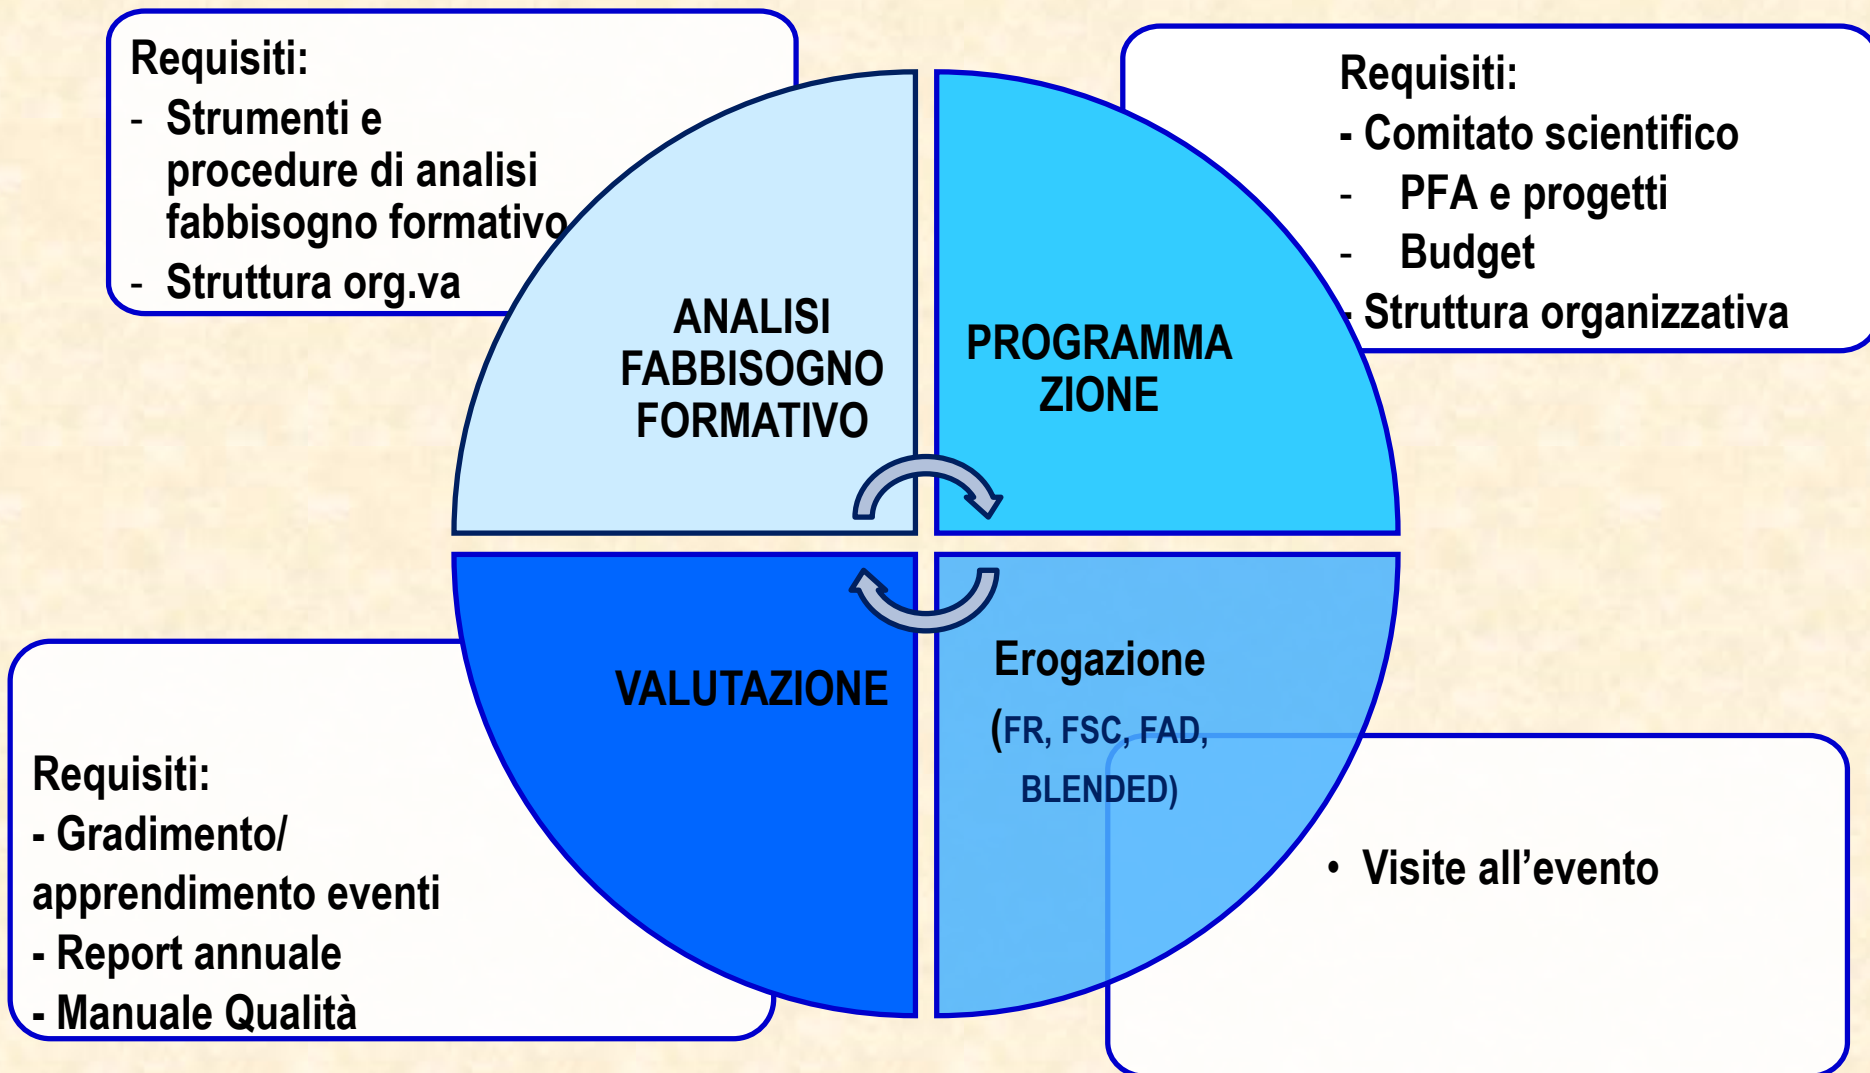 Requisiti:
- Strumenti e
procedure di analisi
fabbisogno formativo
- Struttura org.va
ANALISI
FABBISOGNO
FORMATIVO
Requisiti:
- Comitato scientifico
- PFA e progetti
- Budget
- Struttura organizzativa
PROGRAMMA
ZIONE
VALUTAZIONE
Requisiti:
- Gradimento/
apprendimento eventi
- Report annuale
- Manuale Qualità
Erogazione
(FR, FSC, FAD,
BLENDED)
• Visite all’evento